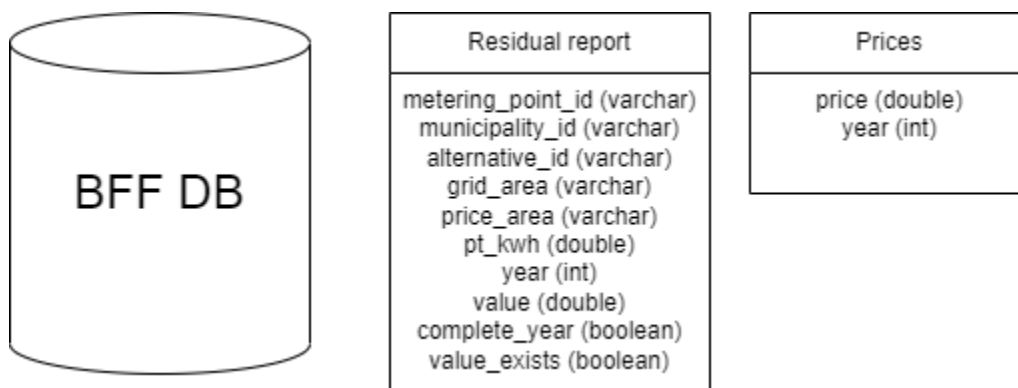 BFF DB
Residual report
metering_point_id (varchar)
municipality_id (varchar)
alternative_id (varchar)
grid_area (varchar)
price_area (varchar)
pt_kwh (double)
year (int)
value (double)
complete_year (boolean)
value_exists (boolean)
Prices
price (double)
year (int)